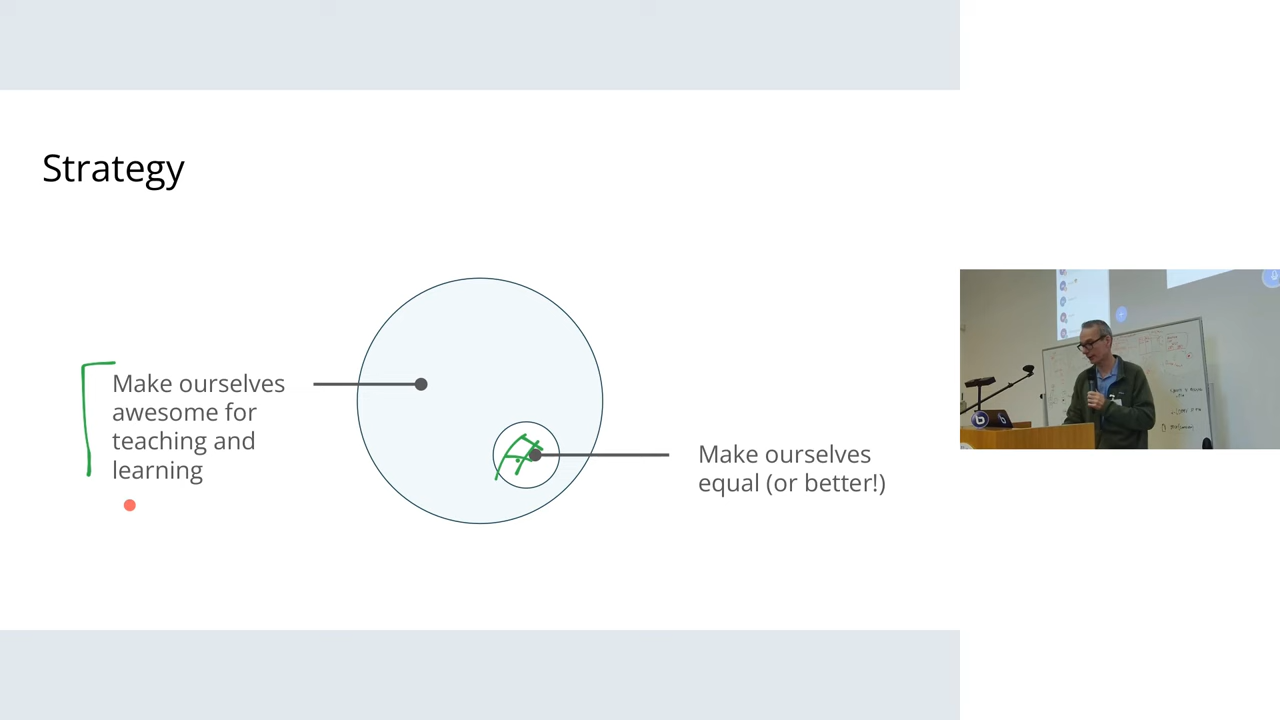 Strategy
Make ourselves
awesome for
teaching and
learning
Make ourselves
equal (or better!)